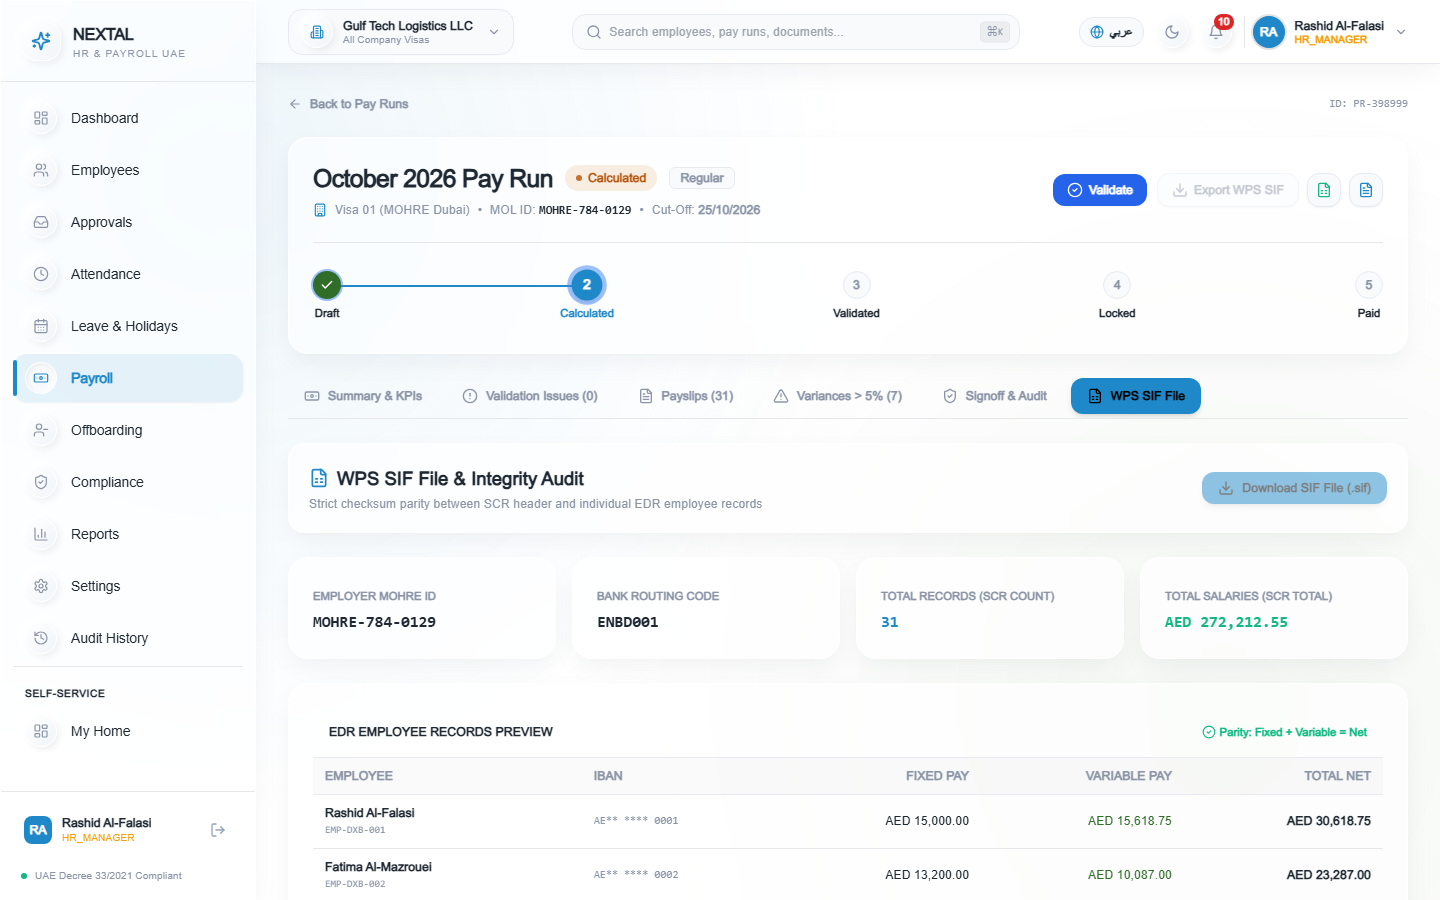 NEXTAL
HR & PAYROLL UAE
Gulf Tech Logistics LLC
All Company Visas
Search employees, pay runs, documents...
⌘K
عربي
10
RA
Rashid Al-Falasi
HR_MANAGER
Dashboard
Employees
Approvals
Attendance
Leave & Holidays
Payroll
Offboarding
Compliance
Reports
Settings
Audit History
SELF-SERVICE
My Home
RA
Rashid Al-Falasi
HR_MANAGER
UAE Decree 33/2021 Compliant
Back to Pay Runs
ID: PR-398999
October 2026 Pay Run
Calculated
Regular
Visa 01 (MOHRE Dubai) • MOL ID: MOHRE-784-0129 • Cut-Off: 25/10/2026
Validate
Export WPS SIF
2
3
4
5
Draft
Calculated
Validated
Locked
Paid
Summary & KPIs
Validation Issues (0)
Payslips (31)
Variances > 5% (7)
Signoff & Audit
WPS SIF File
WPS SIF File & Integrity Audit
Strict checksum parity between SCR header and individual EDR employee records
Download SIF File (.sif)
EMPLOYER MOHRE ID
MOHRE-784-0129
BANK ROUTING CODE
ENBD001
TOTAL RECORDS (SCR COUNT)
31
TOTAL SALARIES (SCR TOTAL)
AED 272,212.55
EDR EMPLOYEE RECORDS PREVIEW
Parity: Fixed + Variable = Net
EMPLOYEE IBAN FIXED PAY VARIABLE PAY TOTAL NET
Rashid Al-Falasi
EMP-DXB-001
AE** **** 0001 AED 15,000.00 AED 15,618.75 AED 30,618.75
Fatima Al-Mazrouei
EMP-DXB-002
AE** **** 0002 AED 13,200.00 AED 10,087.00 AED 23,287.00